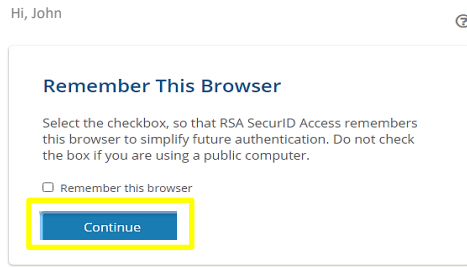 Hi, John
Remember This Browser
Select the checkbox, so that RSA SecurID Access remembers
this browser to simplify future authentication. Do not check
the box if you are using a public computer.
Remember this browser
Continue